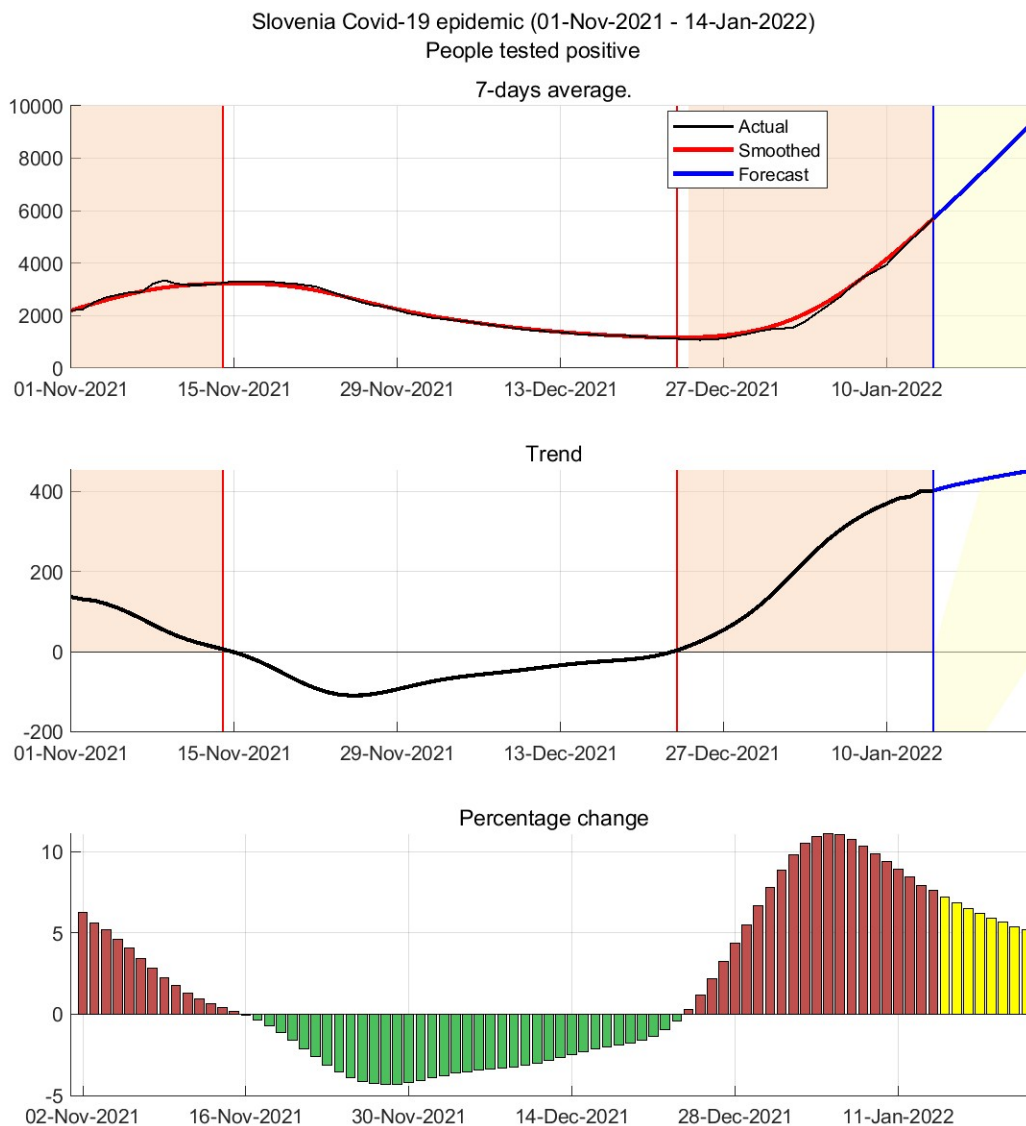 Slovenia Covid-19 epidemic (01-Nov-2021 - 14-Jan-2022)
People tested positive
7-days average.
10000
8000
6000
4000
2000
0
Actual
Smoothed
Forecast
01-Nov-2021 15-Nov-2021 29-Nov-2021 13-Dec-2021 27-Dec-2021 10-Jan-2022
Trend
400
200
0
-200
01-Nov-2021 15-Nov-2021 29-Nov-2021 13-Dec-2021 27-Dec-2021 10-Jan-2022
Percentage change
10
5
0
-5
02-Nov-2021 16-Nov-2021 30-Nov-2021 14-Dec-2021 28-Dec-2021 11-Jan-2022